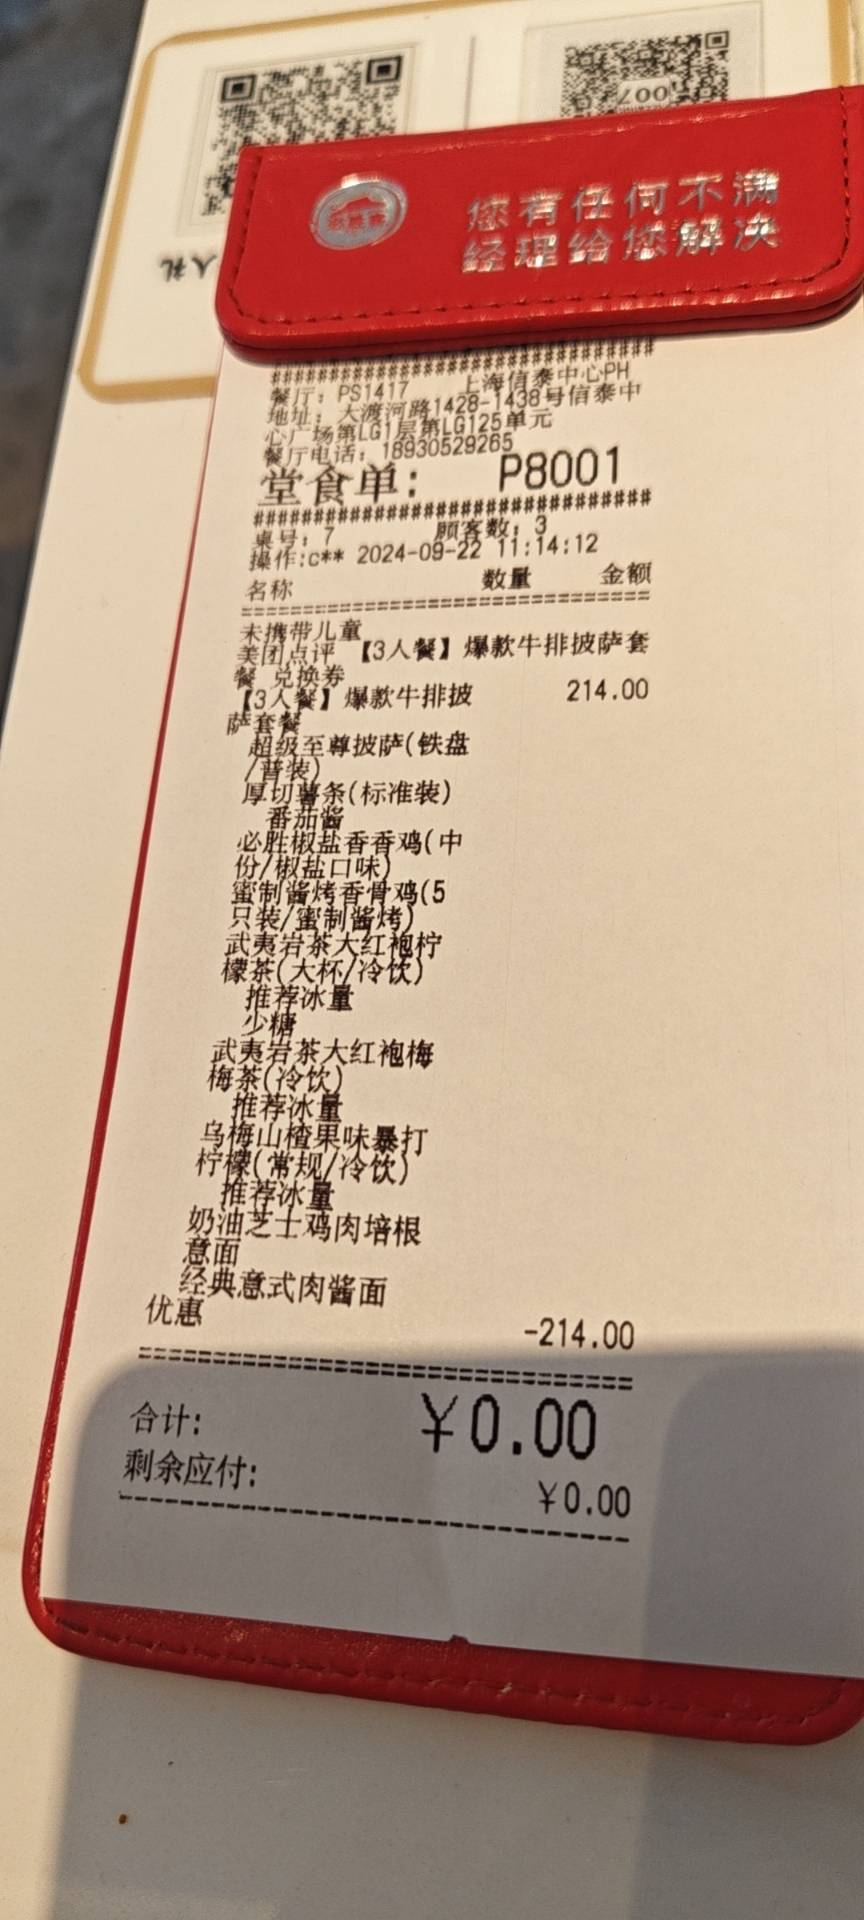 007
人礼
您有任何不满
经理给您解决
################################
餐厅：PS1417 上海信泰中心PH
地址：大渡河路1428-1438号信泰中
心广场第LG1层第LG125单元
餐厅电话：18930529265
堂食单： P8001
################################
桌号：7 顾客数：3
操作:c** 2024-09-22 11:14:12
名称 数量 金额
================================
未携带儿童
美团点评 【3人餐】爆款牛排披萨套
餐 兑换券
【3人餐】爆款牛排披 214.00
萨套餐
超级至尊披萨(铁盘
/普装)
厚切薯条(标准装)
番茄酱
必胜椒盐香香鸡(中
份/椒盐口味)
蜜制酱烤香骨鸡(5
只装/蜜制酱烤)
武夷岩茶大红袍柠
檬茶(大杯/冷饮)
推荐冰量
少糖
武夷岩茶大红袍梅
梅茶(冷饮)
推荐冰量
乌梅山楂果味暴打
柠檬(常规/冷饮)
推荐冰量
奶油芝士鸡肉培根
意面
经典意式肉酱面
优惠 -214.00
================================
合计: ￥0.00
剩余应付: ￥0.00
--------------------------------